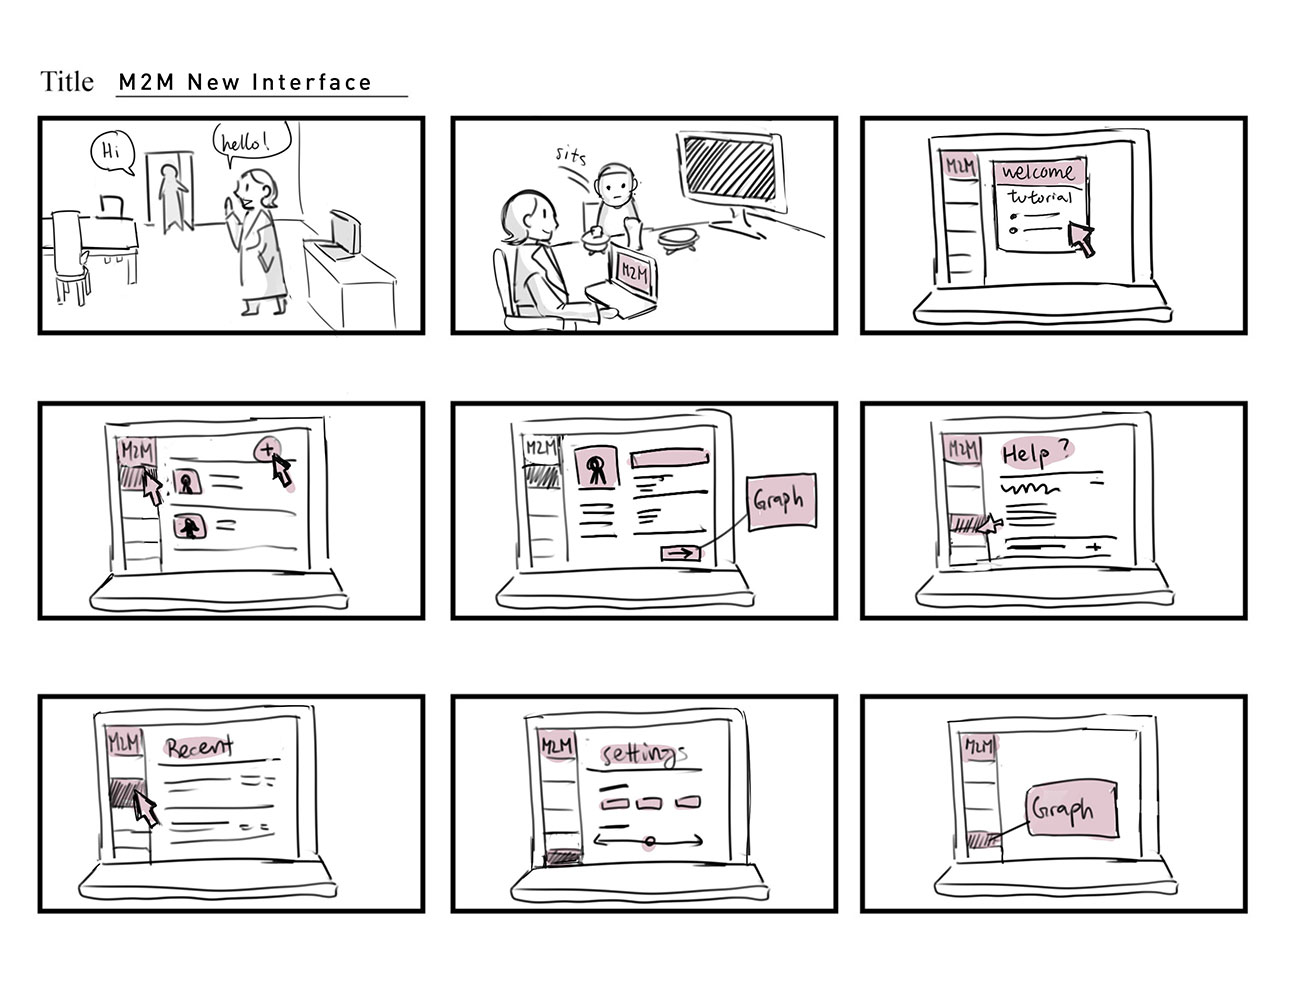 Title M2M New Interface
Hi
hello!
sits
M2M
M2M
welcome
tutorial
M2M
+
M2M
Graph
M2M
Help?
+
M2M
Recent
M2M
settings
M2M
Graph